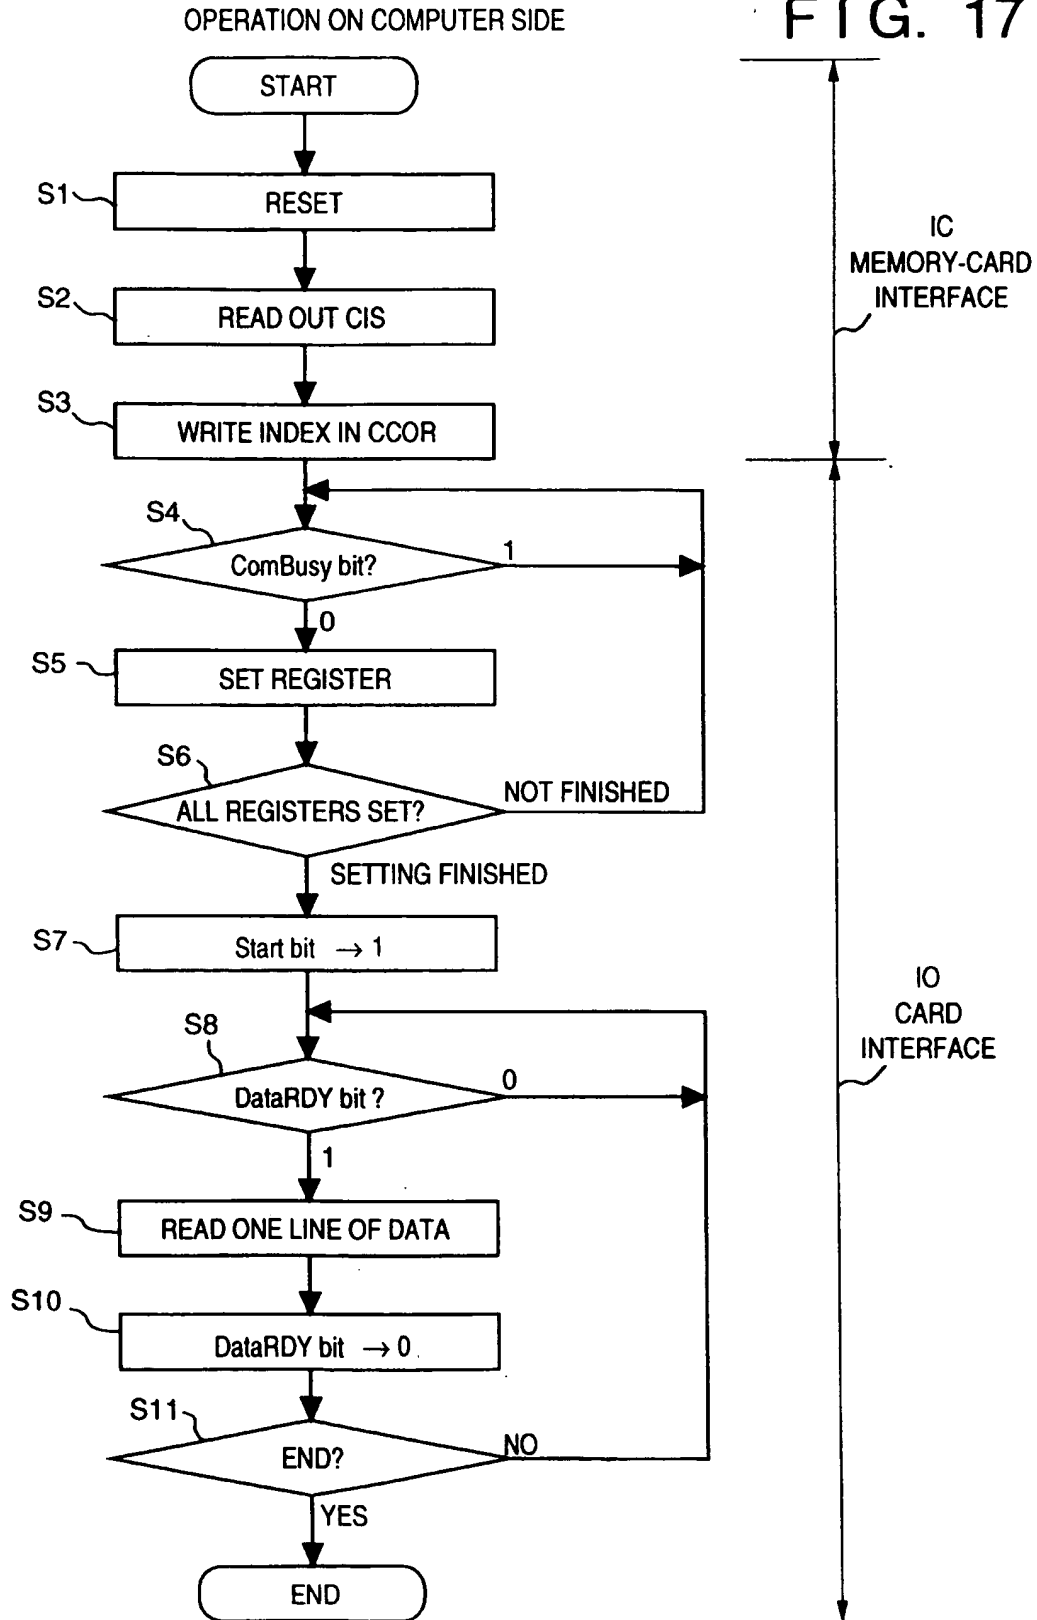 OPERATION ON COMPUTER SIDE
FIG. 17
START
S1
RESET
S2
READ OUT CIS
S3
WRITE INDEX IN CCOR
IC
MEMORY-CARD
INTERFACE
S4
ComBusy bit?
1
0
S5
SET REGISTER
S6
ALL REGISTERS SET?
NOT FINISHED
SETTING FINISHED
S7
Start bit → 1
S8
DataRDY bit ?
0
1
IO
CARD
INTERFACE
S9
READ ONE LINE OF DATA
S10
DataRDY bit → 0
S11
END?
NO
YES
END